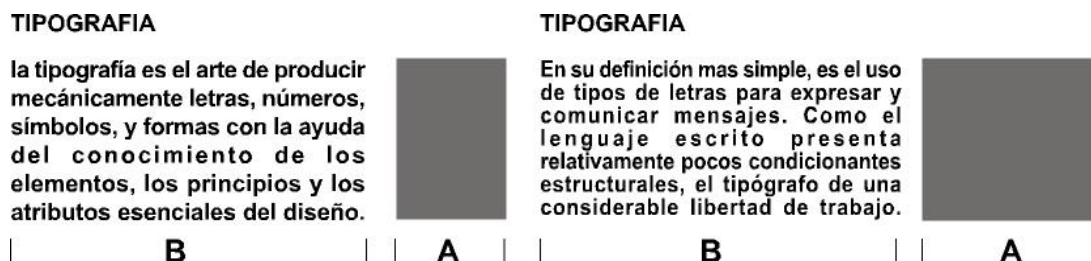 TIPOGRAFIA
la tipografía es el arte de producir
mecánicamente letras, números,
símbolos, y formas con la ayuda
del conocimiento de los
elementos, los principios y los
atributos esenciales del diseño.
B
A
TIPOGRAFIA
En su definición mas simple, es el uso
de tipos de letras para expresar y
comunicar mensajes. Como el
lenguaje escrito presenta
relativamente pocos condicionantes
estructurales, el tipógrafo de una
considerable libertad de trabajo.
B
A